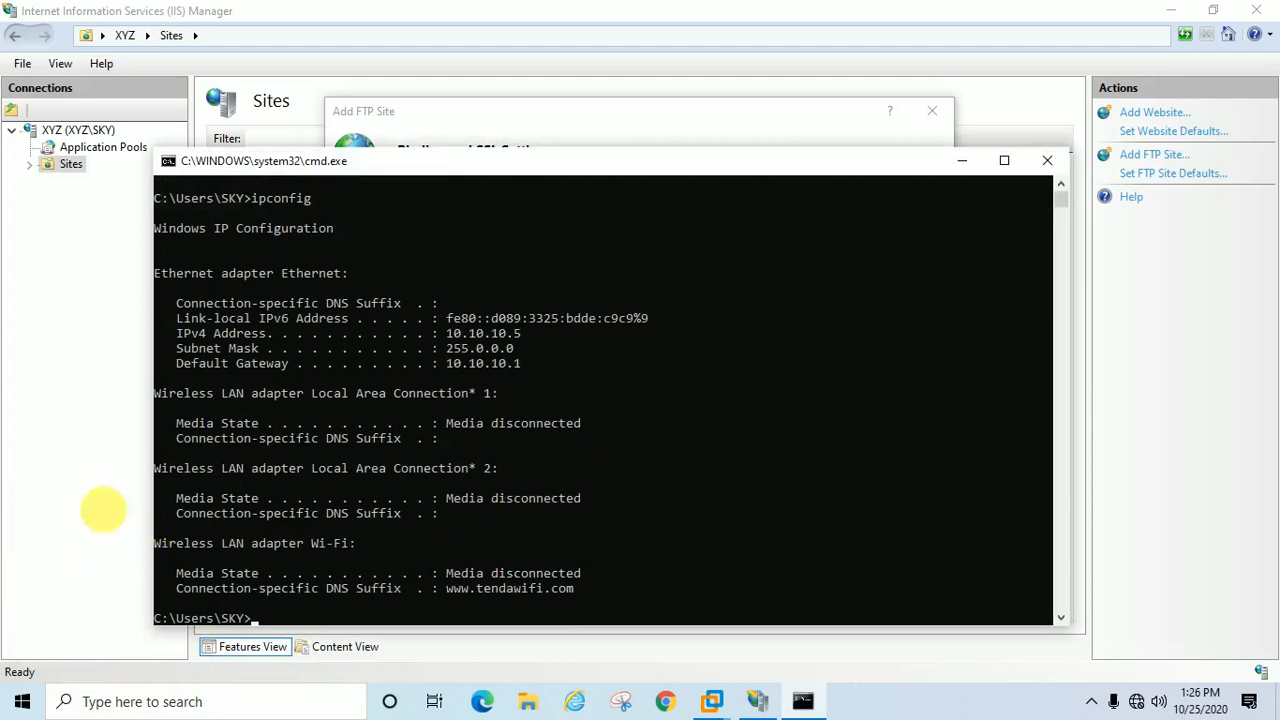 Internet Information Services (IIS) Manager
XYZ
Sites
File View Help
Connections
XYZ (XYZ\SKY)
Application Pools
Sites
Sites
Filter:
Add FTP Site
?
C:\WINDOWS\system32\cmd.exe
C:\Users\SKY>ipconfig
Windows IP Configuration
Ethernet adapter Ethernet:
Connection-specific DNS Suffix . :
Link-local IPv6 Address . . . . . : fe80::d089:3325:bdde:c9c9%9
IPv4 Address. . . . . . . . . . . : 10.10.10.5
Subnet Mask . . . . . . . . . . . : 255.0.0.0
Default Gateway . . . . . . . . . : 10.10.10.1
Wireless LAN adapter Local Area Connection* 1:
Media State . . . . . . . . . . . : Media disconnected
Connection-specific DNS Suffix . :
Wireless LAN adapter Local Area Connection* 2:
Media State . . . . . . . . . . . : Media disconnected
Connection-specific DNS Suffix . :
Wireless LAN adapter Wi-Fi:
Media State . . . . . . . . . . . : Media disconnected
Connection-specific DNS Suffix . : www.tendawifi.com
C:\Users\SKY>
Features View
Content View
Actions
Add Website...
Set Website Defaults...
Add FTP Site...
Set FTP Site Defaults...
Help
Ready
Type here to search
1:26 PM
10/25/2020